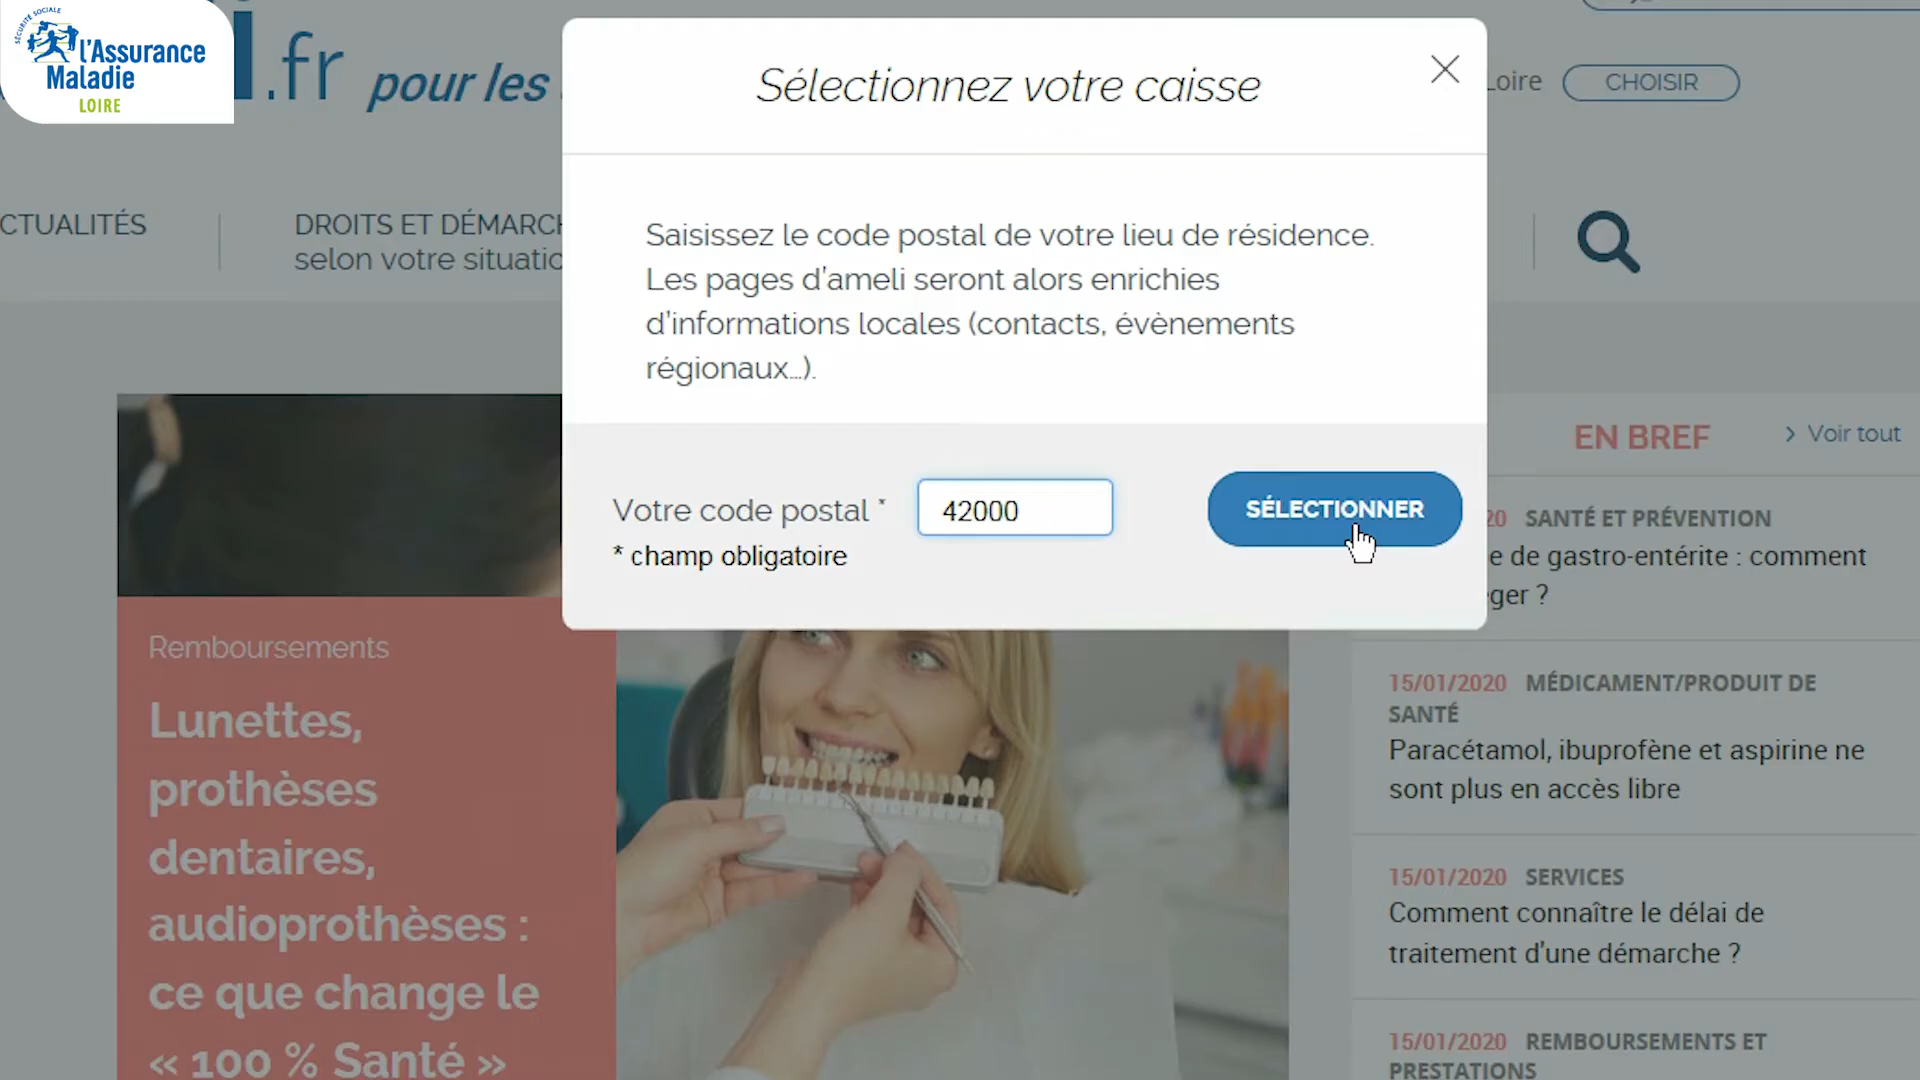 SÉCURITÉ SOCIALE
l'Assurance
Maladie
LOIRE
.fr pour les
Loire
CHOISIR
CTUALITÉS
DROITS ET DÉMARCH
selon votre situatio
Sélectionnez votre caisse
Saisissez le code postal de votre lieu de résidence.
Les pages d'ameli seront alors enrichies
d'informations locales (contacts, évènements
régionaux...).
Votre code postal *
42000
SÉLECTIONNER
* champ obligatoire
Remboursements
Lunettes,
prothèses
dentaires,
audioprothèses :
ce que change le
« 100 % Santé »
EN BREF
> Voir tout
20 SANTÉ ET PRÉVENTION
e de gastro-entérite : comment
ger ?
15/01/2020 MÉDICAMENT/PRODUIT DE
SANTÉ
Paracétamol, ibuprofène et aspirine ne
sont plus en accès libre
15/01/2020 SERVICES
Comment connaître le délai de
traitement d'une démarche ?
15/01/2020 REMBOURSEMENTS ET
PRESTATIONS